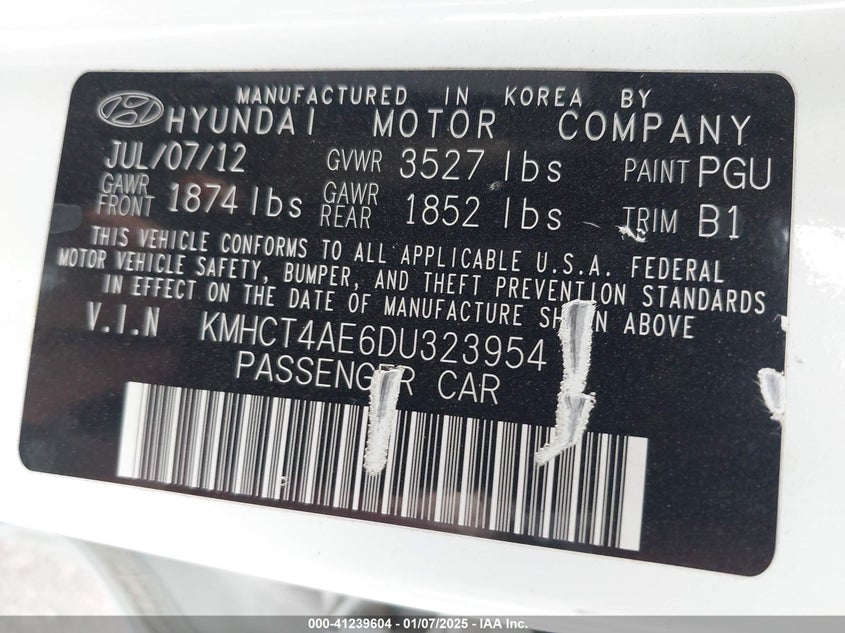 MANUFACTURED IN KOREA BY
HYUNDAI MOTOR COMPANY
JUL/07/12 GVWR 3527 lbs PAINT PGU
GAWR FRONT 1874 lbs GAWR REAR 1852 lbs TRIM B1
THIS VEHICLE CONFORMS TO ALL APPLICABLE U.S.A. FEDERAL
MOTOR VEHICLE SAFETY, BUMPER, AND THEFT PREVENTION STANDARDS
IN EFFECT ON THE DATE OF MANUFACTURE SHOWN ABOVE
V.I.N KMHCT4AE6DU323954
PASSENGER CAR
000-41239604 - 01/07/2025 - IAA Inc.